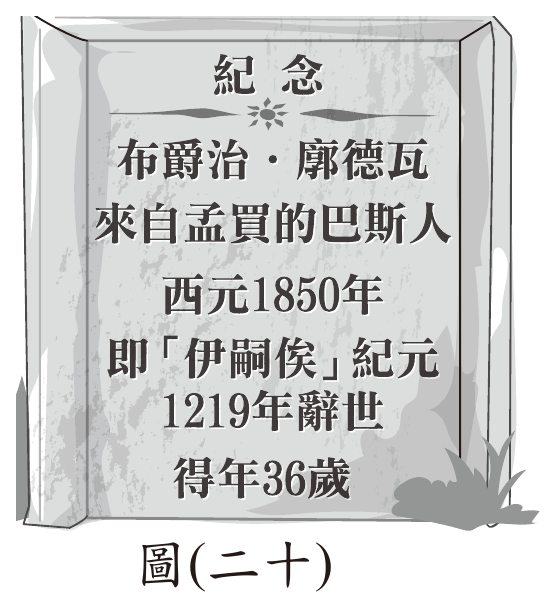 紀念
布爵治・廓德瓦
來自孟買的巴斯人
西元1850年
即「伊嗣俟」紀元
1219年辭世
得年36歲
圖(二十)